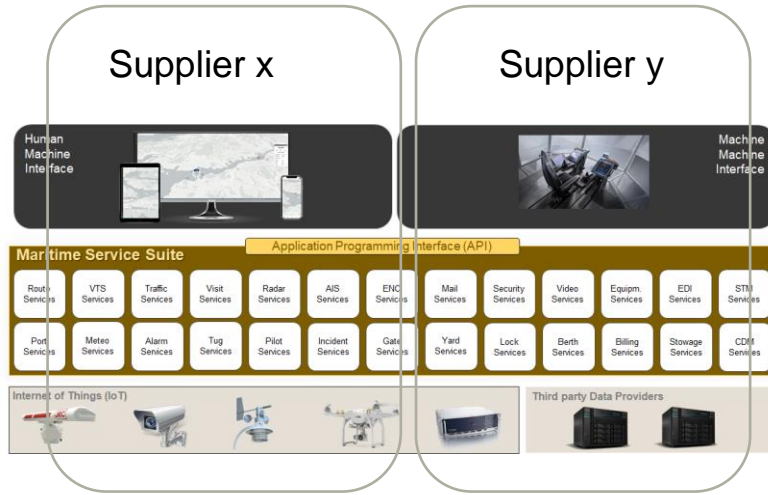 Supplier x
Supplier y
Human
Machine
Interface
Machine
Machine
Interface
Application Programming Interface (API)
Maritime Service Suite
Route
Services
VTS
Services
Traffic
Services
Visit
Services
Radar
Services
AIS
Services
ENC
Services
Mail
Services
Security
Services
Video
Services
Equipm.
Services
EDI
Services
STM
Services
Port
Services
Meteo
Services
Alarm
Services
Tug
Services
Pilot
Services
Incident
Services
Gate
Services
Yard
Services
Lock
Services
Berth
Services
Billing
Services
Stowage
Services
CDM
Services
Internet of Things (IoT)
Third party Data Providers